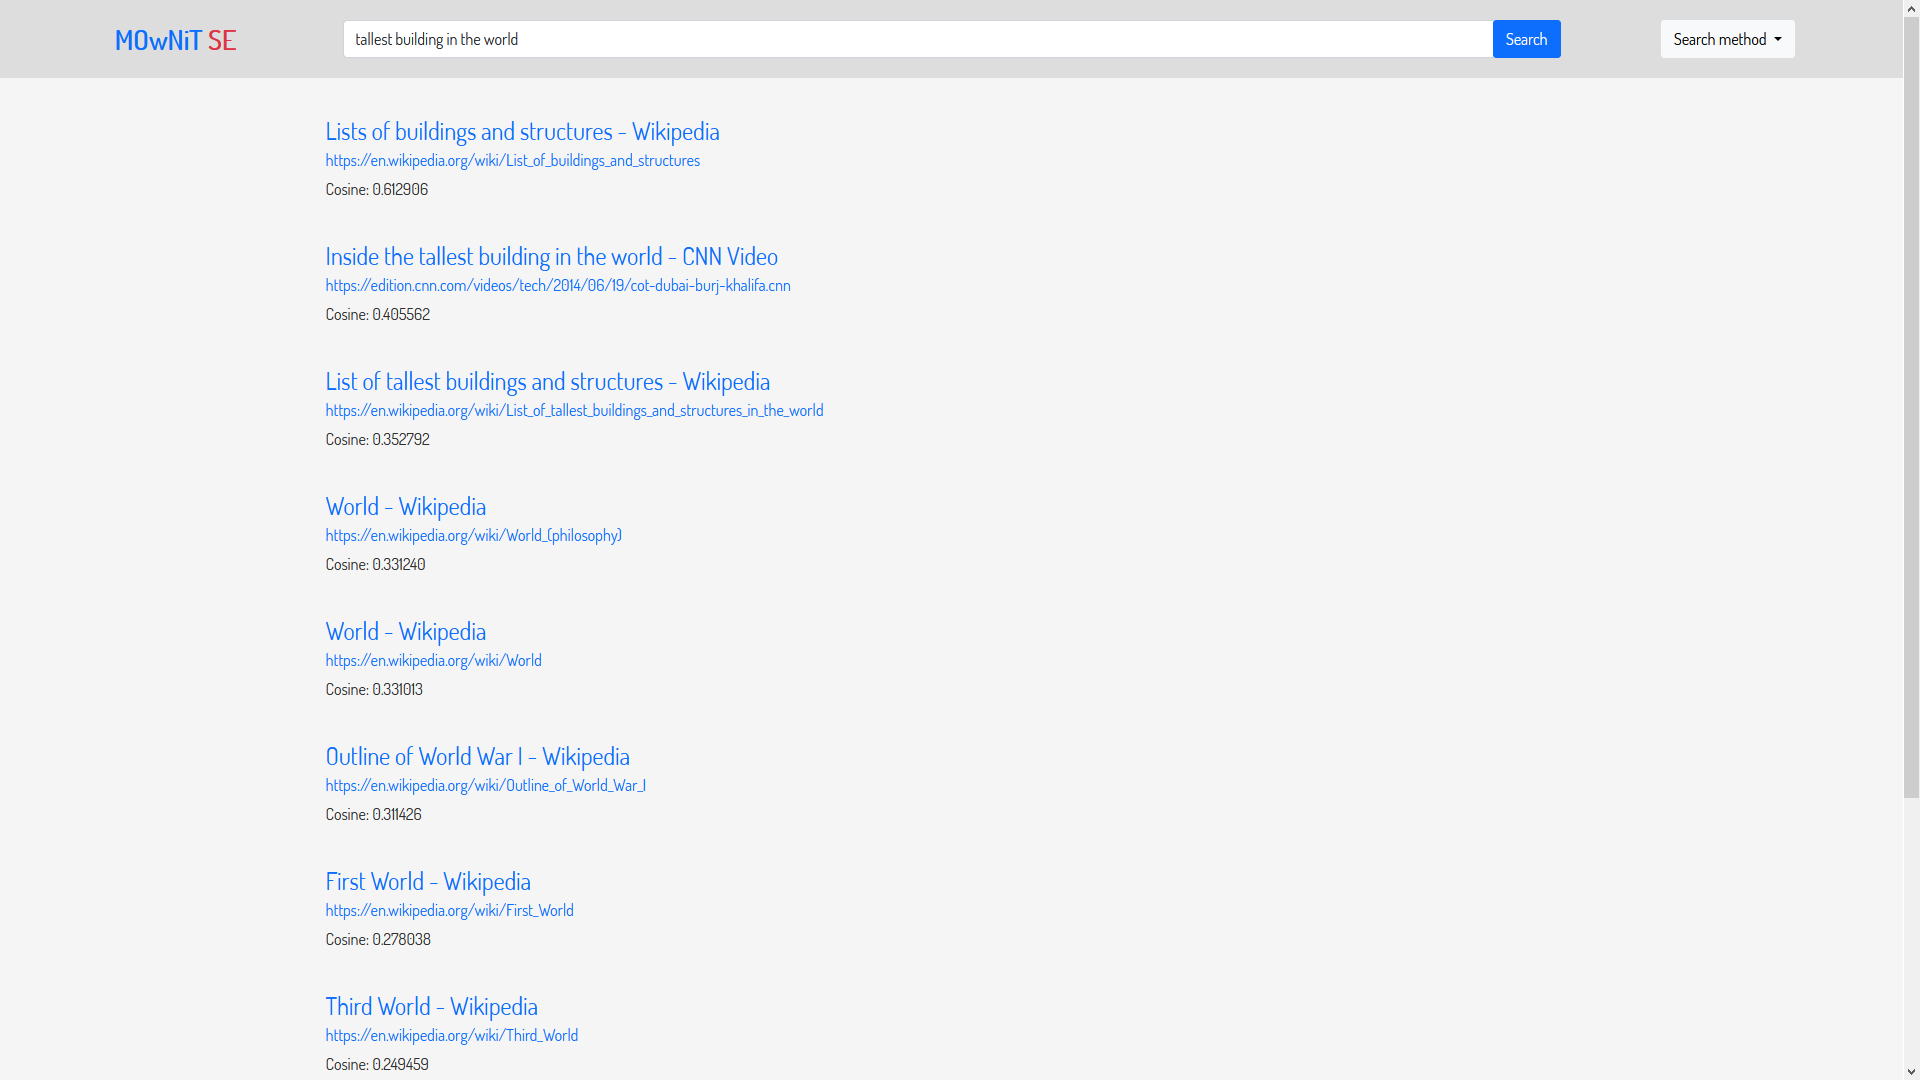 MOwNiT SE
tallest building in the world
Search
Search method
Lists of buildings and structures - Wikipedia
https://en.wikipedia.org/wiki/List_of_buildings_and_structures
Cosine: 0.612906
Inside the tallest building in the world - CNN Video
https://edition.cnn.com/videos/tech/2014/06/19/cot-dubai-burj-khalifa.cnn
Cosine: 0.405562
List of tallest buildings and structures - Wikipedia
https://en.wikipedia.org/wiki/List_of_tallest_buildings_and_structures_in_the_world
Cosine: 0.352792
World - Wikipedia
https://en.wikipedia.org/wiki/World_(philosophy)
Cosine: 0.331240
World - Wikipedia
https://en.wikipedia.org/wiki/World
Cosine: 0.331013
Outline of World War I - Wikipedia
https://en.wikipedia.org/wiki/Outline_of_World_War_I
Cosine: 0.311426
First World - Wikipedia
https://en.wikipedia.org/wiki/First_World
Cosine: 0.278038
Third World - Wikipedia
https://en.wikipedia.org/wiki/Third_World
Cosine: 0.249459